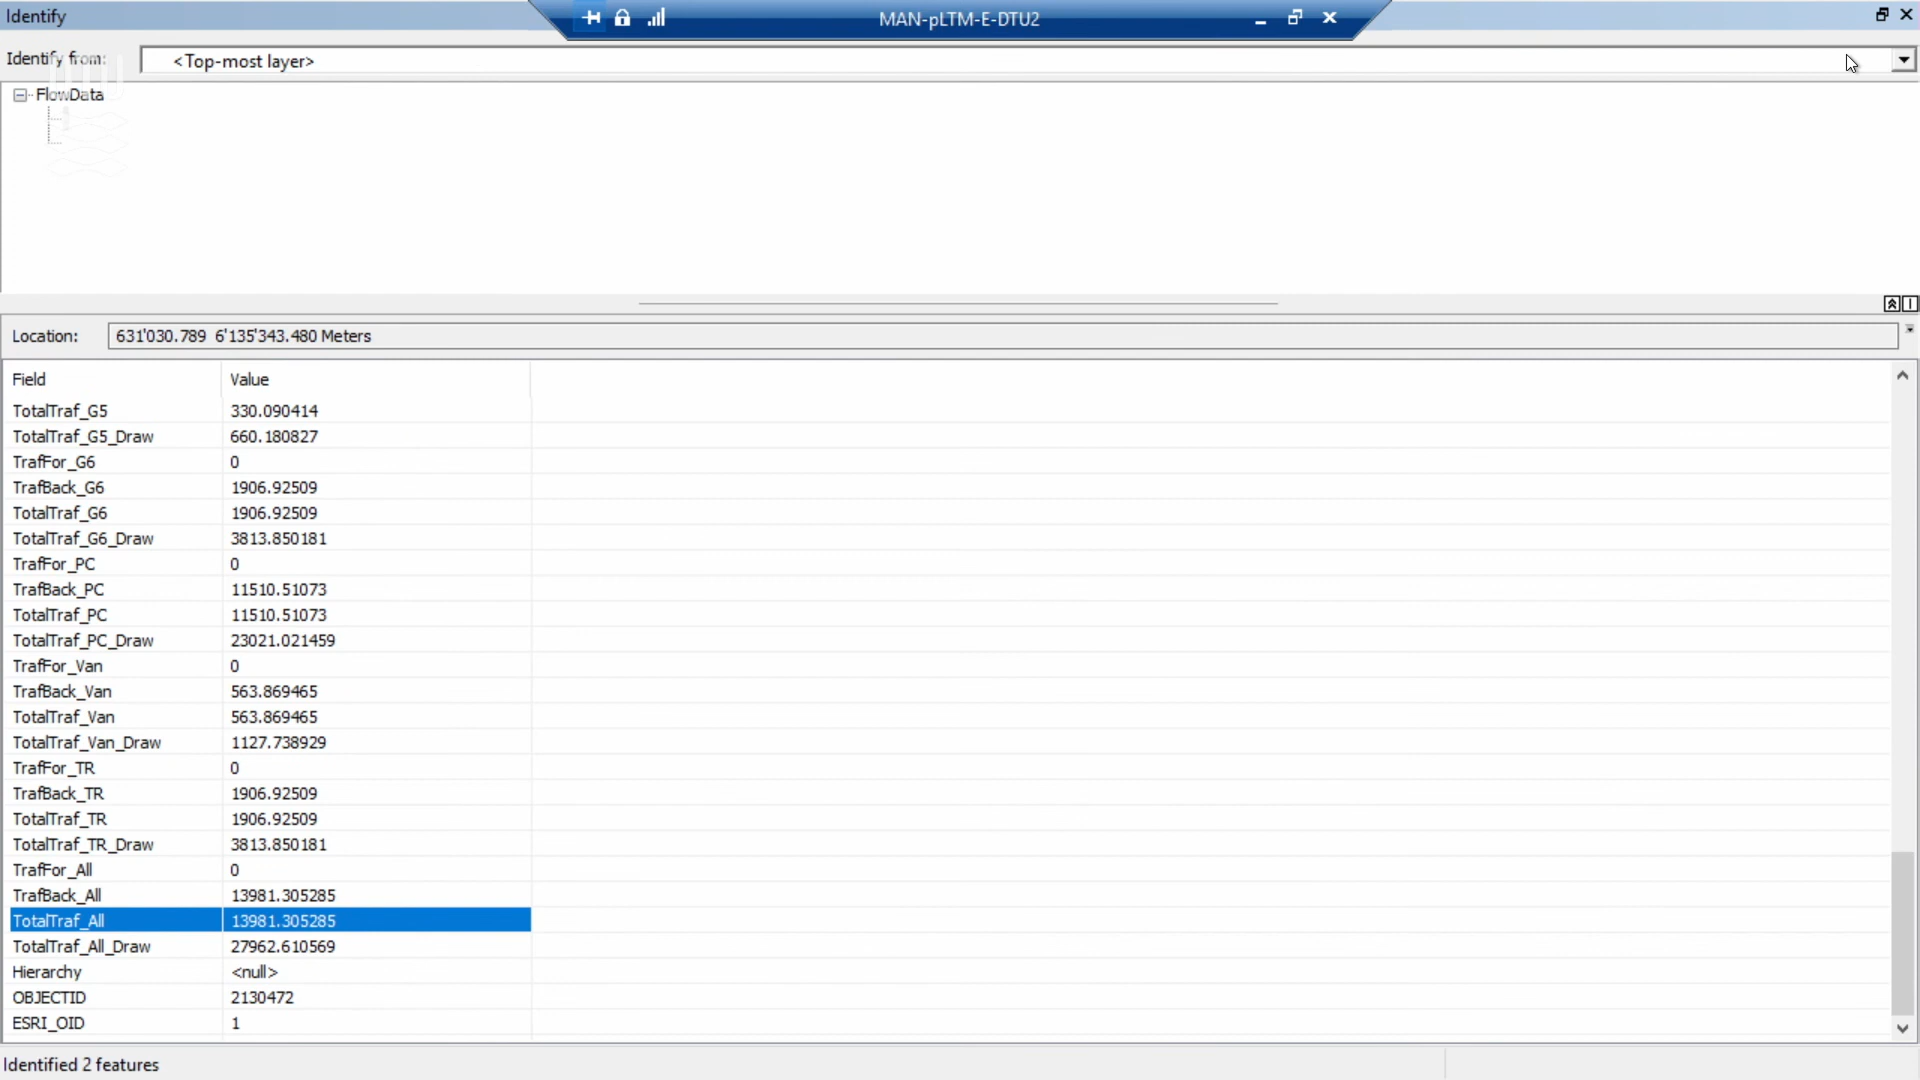 Identify
MAN-pLTM-E-DTU2
Identify from:
<Top-most layer>
FlowData
Location:
631'030.789 6'135'343.480 Meters
Field Value
TotalTraf_G5 330.090414
TotalTraf_G5_Draw 660.180827
TrafFor_G6 0
TrafBack_G6 1906.92509
TotalTraf_G6 1906.92509
TotalTraf_G6_Draw 3813.850181
TrafFor_PC 0
TrafBack_PC 11510.51073
TotalTraf_PC 11510.51073
TotalTraf_PC_Draw 23021.021459
TrafFor_Van 0
TrafBack_Van 563.869465
TotalTraf_Van 563.869465
TotalTraf_Van_Draw 1127.738929
TrafFor_TR 0
TrafBack_TR 1906.92509
TotalTraf_TR 1906.92509
TotalTraf_TR_Draw 3813.850181
TrafFor_All 0
TrafBack_All 13981.305285
TotalTraf_All 13981.305285
TotalTraf_All_Draw 27962.610569
Hierarchy <null>
OBJECTID 2130472
ESRI_OID 1
Identified 2 features